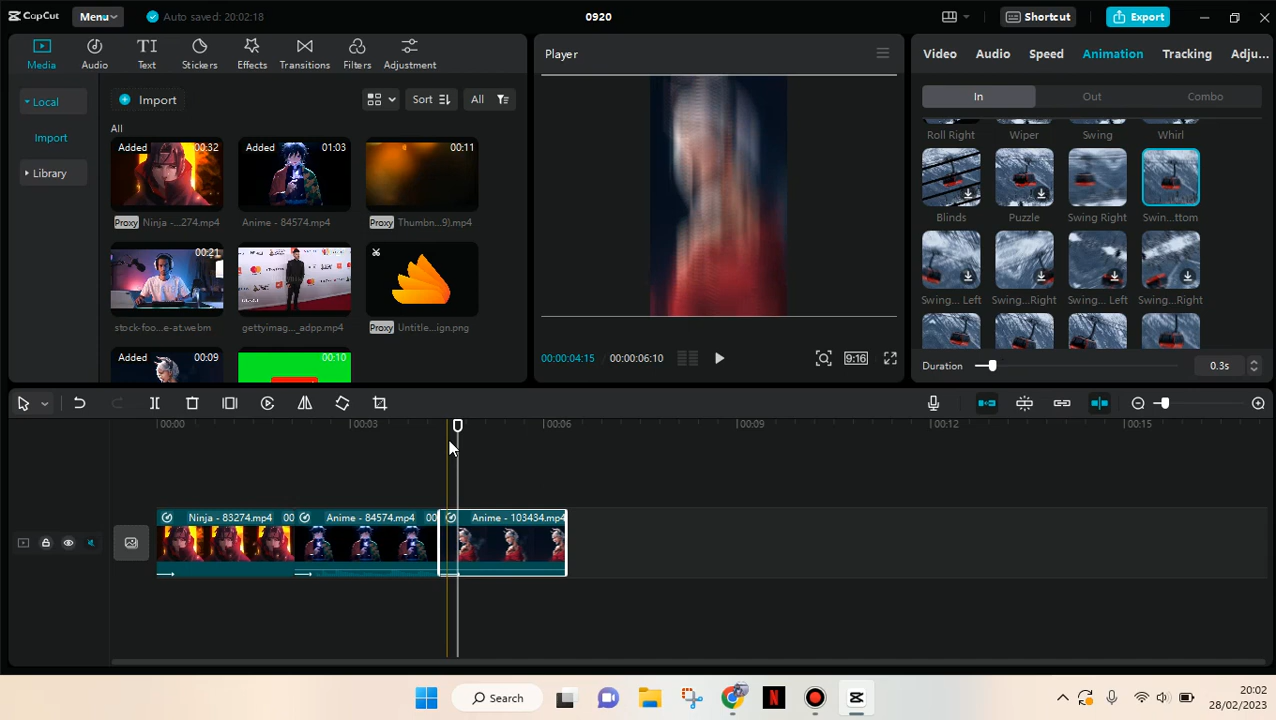 CapCut
Menu
Auto saved: 20:02:18
0920
Shortcut
Export
Media
Audio
Text
Stickers
Effects
Transitions
Filters
Adjustment
Local
Import
Library
Import
Sort
All
All
Added 00:32
Added 01:03
00:11
Proxy Ninja -...274.mp4
Anime - 84574.mp4
Proxy Thumbn...9).mp4
00:21
stock-foo...e-at.webm
gettyimag..._adpp.mp4
Proxy Untitle...ign.png
Added 00:09
00:10
Player
00:00:04:15
00:00:06:10
9:16
Video
Audio
Speed
Animation
Tracking
Adju...
In
Out
Combo
Roll Right
Wiper
Swing
Whirl
Blinds
Puzzle
Swing Right
Swin...ttom
Swing... Left
Swing...Right
Swing... Left
Swing...Right
Duration
0.3s
00:00
00:03
00:06
00:09
00:12
00:15
Ninja - 83274.mp4 00
Anime - 84574.mp4 00
Anime - 103434.mp4
Search
20:02
28/02/2023